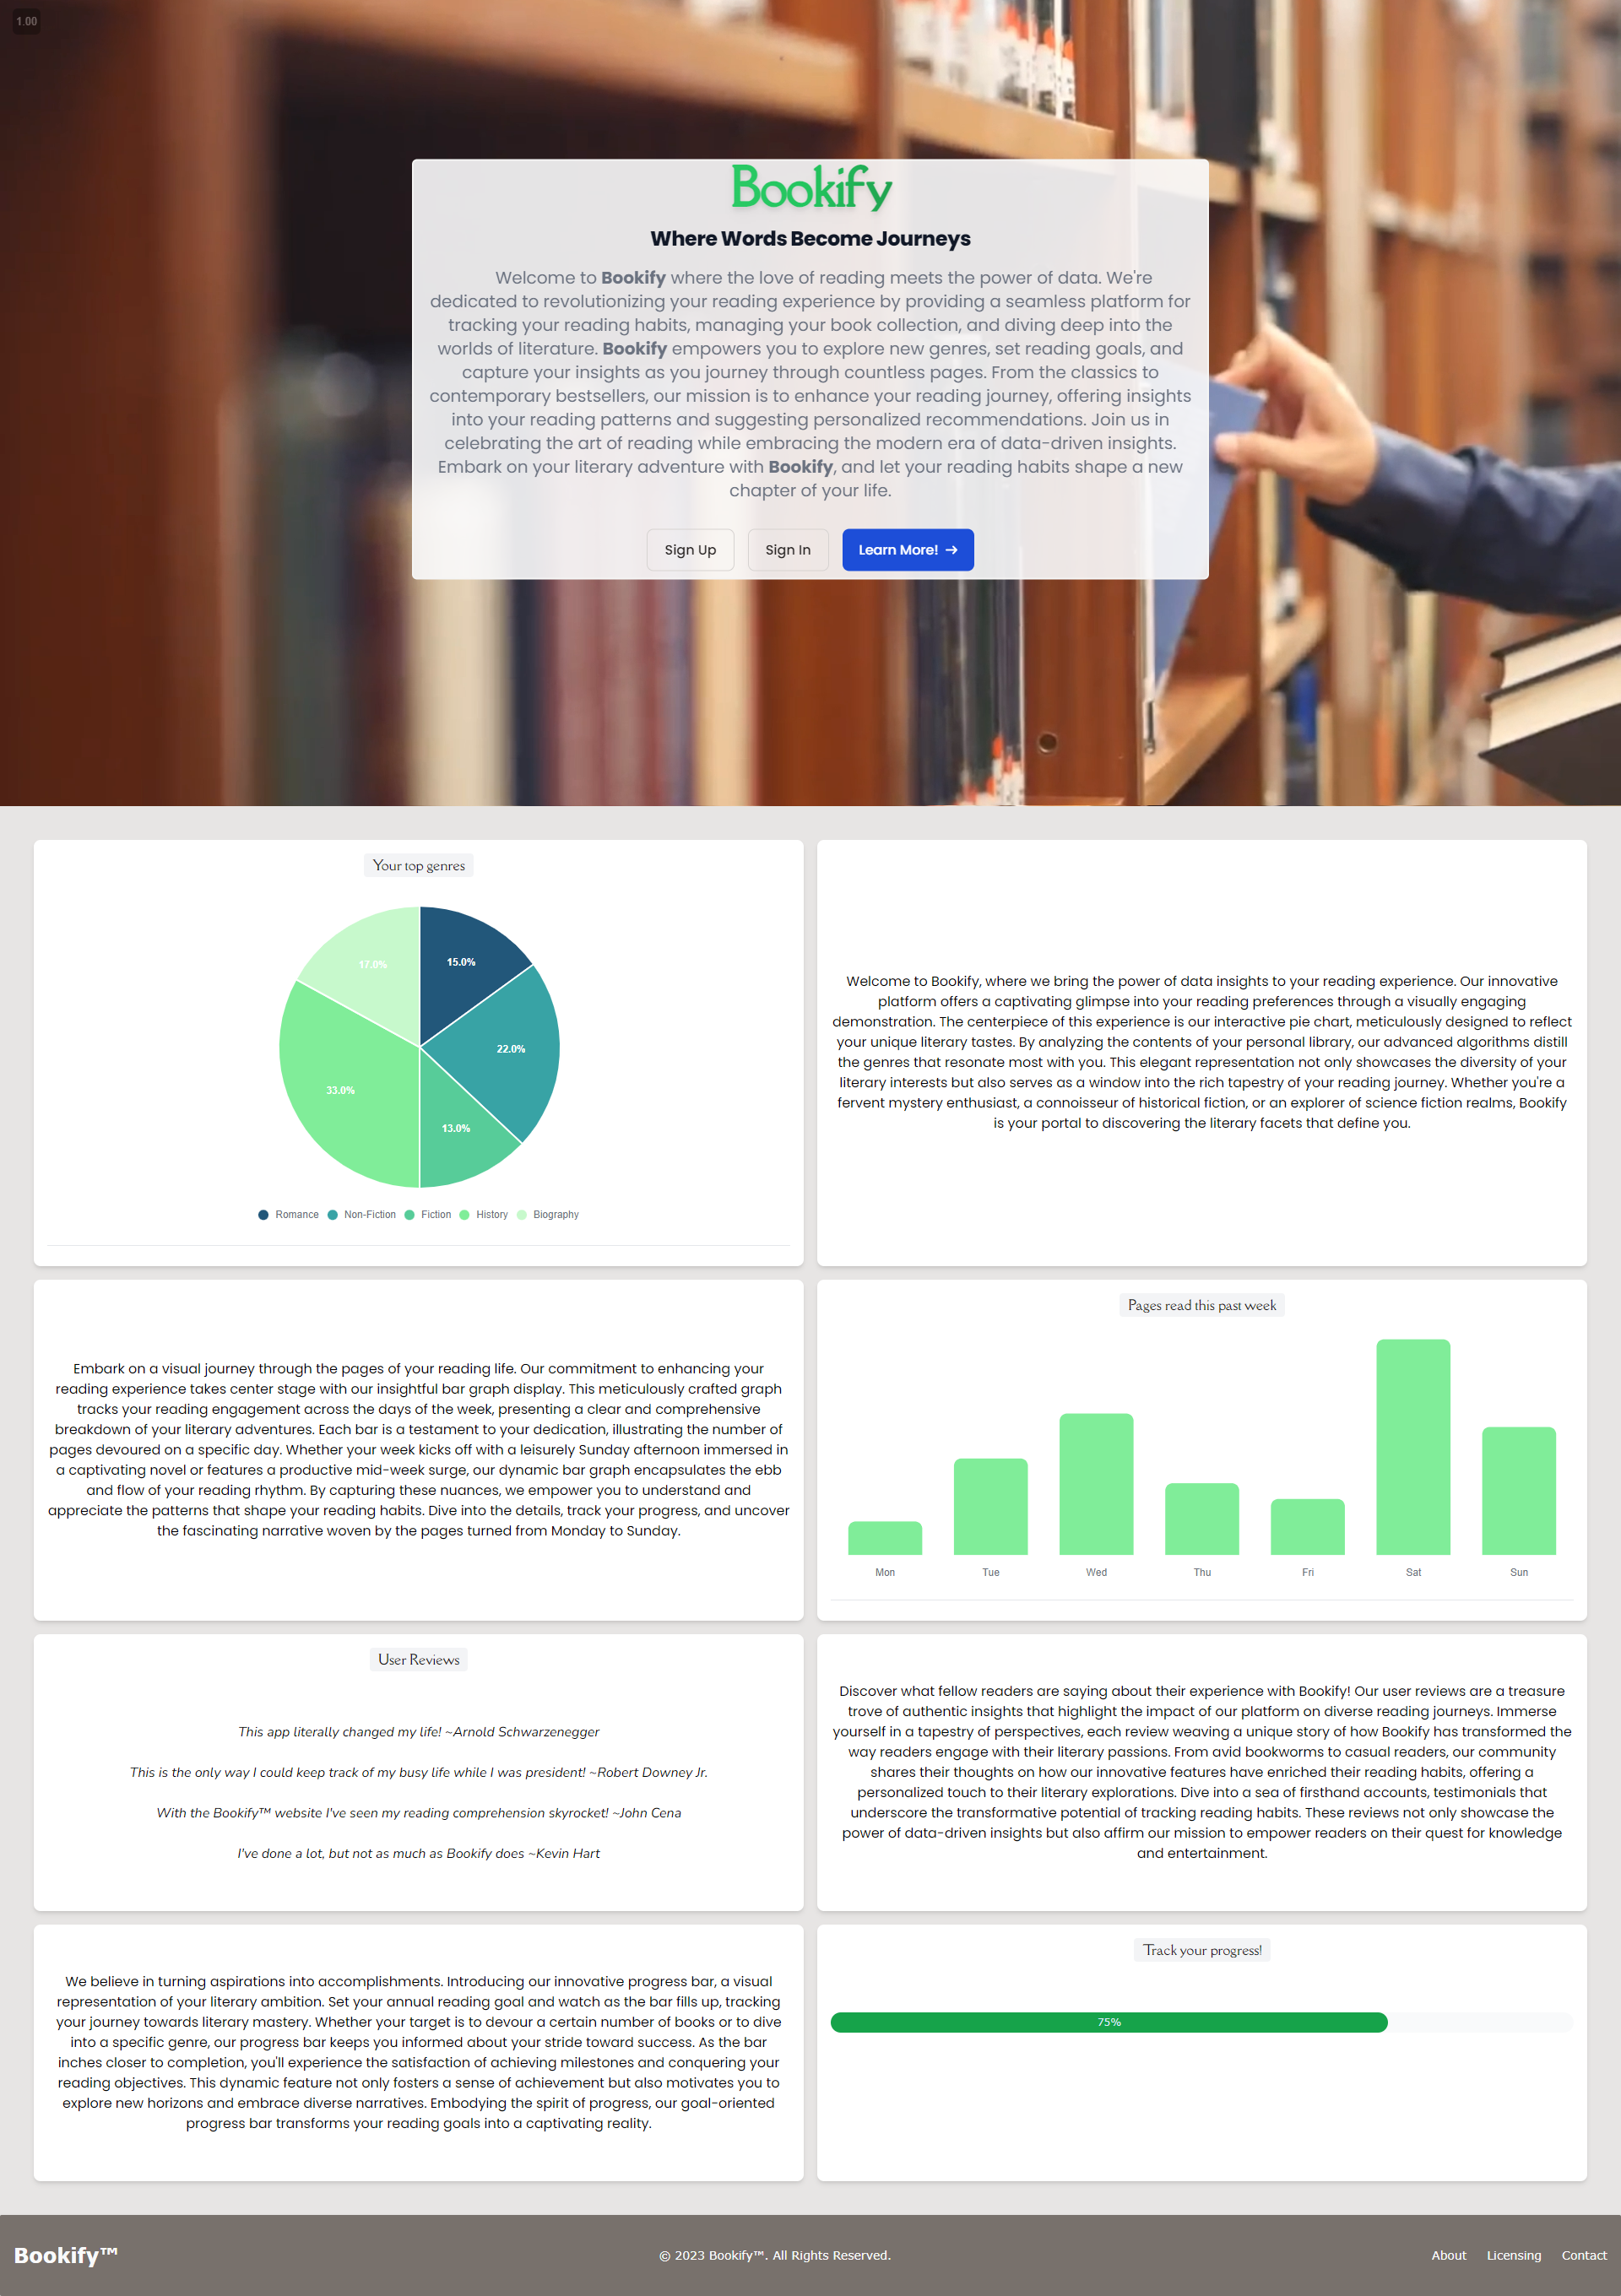 1.00
Bookify
Where Words Become Journeys
Welcome to Bookify where the love of reading meets the power of data. We're
dedicated to revolutionizing your reading experience by providing a seamless platform for
tracking your reading habits, managing your book collection, and diving deep into the
worlds of literature. Bookify empowers you to explore new genres, set reading goals, and
capture your insights as you journey through countless pages. From the classics to
contemporary bestsellers, our mission is to enhance your reading journey, offering insights
into your reading patterns and suggesting personalized recommendations. Join us in
celebrating the art of reading while embracing the modern era of data-driven insights.
Embark on your literary adventure with Bookify, and let your reading habits shape a new
chapter of your life.
Sign Up
Sign In
Learn More! →
Your top genres
17.0%
15.0%
22.0%
33.0%
13.0%
Romance Non-Fiction Fiction History Biography
Welcome to Bookify, where we bring the power of data insights to your reading experience. Our innovative
platform offers a captivating glimpse into your reading preferences through a visually engaging
demonstration. The centerpiece of this experience is our interactive pie chart, meticulously designed to reflect
your unique literary tastes. By analyzing the contents of your personal library, our advanced algorithms distill
the genres that resonate most with you. This elegant representation not only showcases the diversity of your
literary interests but also serves as a window into the rich tapestry of your reading journey. Whether you're a
fervent mystery enthusiast, a connoisseur of historical fiction, or an explorer of science fiction realms, Bookify
is your portal to discovering the literary facets that define you.
Embark on a visual journey through the pages of your reading life. Our commitment to enhancing your
reading experience takes center stage with our insightful bar graph display. This meticulously crafted graph
tracks your reading engagement across the days of the week, presenting a clear and comprehensive
breakdown of your literary adventures. Each bar is a testament to your dedication, illustrating the number of
pages devoured on a specific day. Whether your week kicks off with a leisurely Sunday afternoon immersed in
a captivating novel or features a productive mid-week surge, our dynamic bar graph encapsulates the ebb
and flow of your reading rhythm. By capturing these nuances, we empower you to understand and
appreciate the patterns that shape your reading habits. Dive into the details, track your progress, and uncover
the fascinating narrative woven by the pages turned from Monday to Sunday.
Pages read this past week
Mon Tue Wed Thu Fri Sat Sun
User Reviews
This app literally changed my life! ~Arnold Schwarzenegger
This is the only way I could keep track of my busy life while I was president! ~Robert Downey Jr.
With the Bookify™ website I've seen my reading comprehension skyrocket! ~John Cena
I've done a lot, but not as much as Bookify does ~Kevin Hart
Discover what fellow readers are saying about their experience with Bookify! Our user reviews are a treasure
trove of authentic insights that highlight the impact of our platform on diverse reading journeys. Immerse
yourself in a tapestry of perspectives, each review weaving a unique story of how Bookify has transformed the
way readers engage with their literary passions. From avid bookworms to casual readers, our community
shares their thoughts on how our innovative features have enriched their reading habits, offering a
personalized touch to their literary explorations. Dive into a sea of firsthand accounts, testimonials that
underscore the transformative potential of tracking reading habits. These reviews not only showcase the
power of data-driven insights but also affirm our mission to empower readers on their quest for knowledge
and entertainment.
We believe in turning aspirations into accomplishments. Introducing our innovative progress bar, a visual
representation of your literary ambition. Set your annual reading goal and watch as the bar fills up, tracking
your journey towards literary mastery. Whether your target is to devour a certain number of books or to dive
into a specific genre, our progress bar keeps you informed about your stride toward success. As the bar
inches closer to completion, you'll experience the satisfaction of achieving milestones and conquering your
reading objectives. This dynamic feature not only fosters a sense of achievement but also motivates you to
explore new horizons and embrace diverse narratives. Embodying the spirit of progress, our goal-oriented
progress bar transforms your reading goals into a captivating reality.
Track your progress!
75%
Bookify™
© 2023 Bookify™. All Rights Reserved.
About Licensing Contact